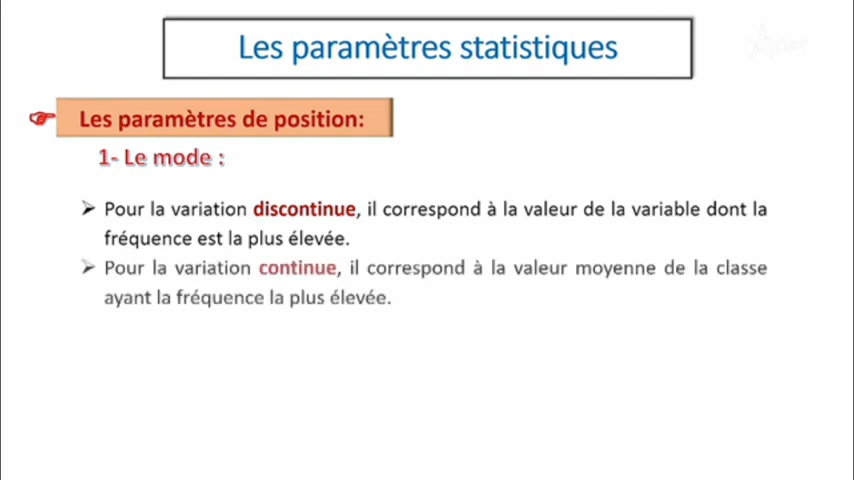 Les paramètres statistiques
Les paramètres de position:
1- Le mode :
Pour la variation discontinue, il correspond à la valeur de la variable dont la
fréquence est la plus élevée.
Pour la variation continue, il correspond à la valeur moyenne de la classe
ayant la fréquence la plus élevée.